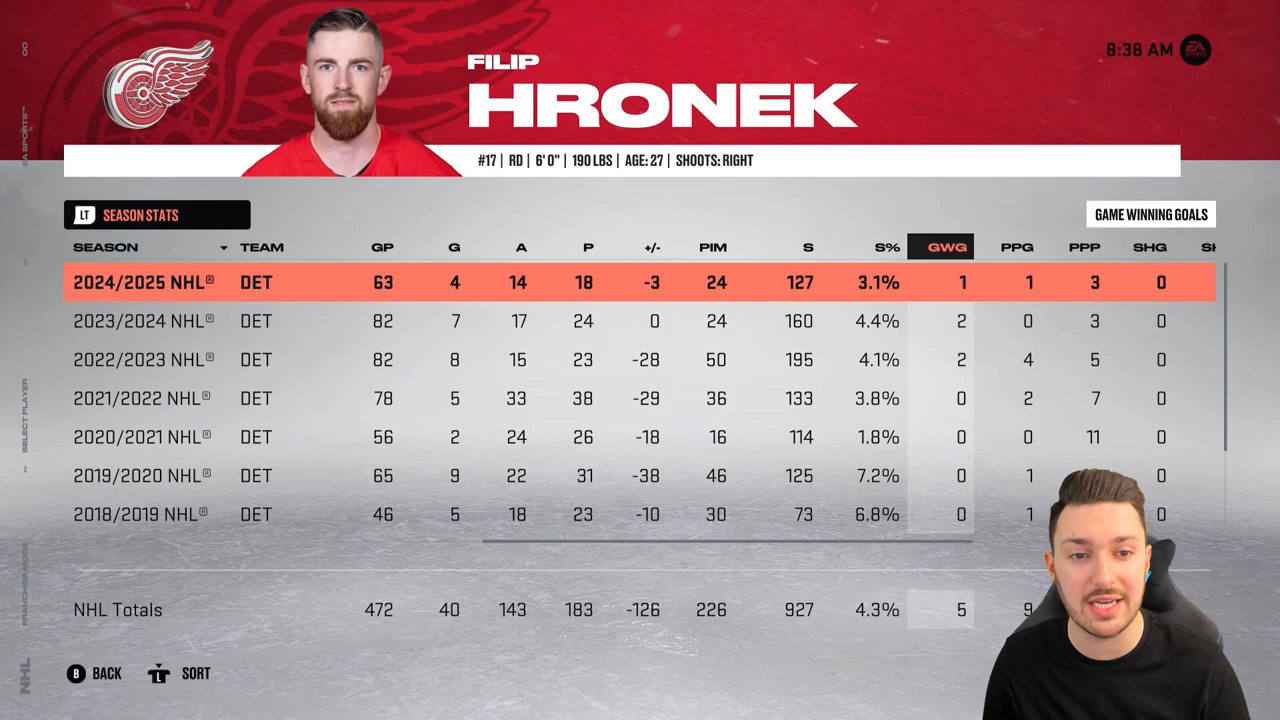 8:38 AM
FILIP
HRONEK
#17 | RD | 6' 0" | 190 LBS | AGE: 27 | SHOOTS: RIGHT
LT SEASON STATS
GAME WINNING GOALS
SEASON TEAM GP G A P +/- PIM S S% GWG PPG PPP SHG
2024/2025 NHL® DET 63 4 14 18 -3 24 127 3.1% 1 1 3 0
2023/2024 NHL® DET 82 7 17 24 0 24 160 4.4% 2 0 3 0
2022/2023 NHL® DET 82 8 15 23 -28 50 195 4.1% 2 4 5 0
2021/2022 NHL® DET 78 5 33 38 -29 36 133 3.8% 0 2 7 0
2020/2021 NHL® DET 56 2 24 26 -18 16 114 1.8% 0 0 11 0
2019/2020 NHL® DET 65 9 22 31 -38 46 125 7.2% 0 1 0
2018/2019 NHL® DET 46 5 18 23 -10 30 73 6.8% 0 1 0
NHL Totals 472 40 143 183 -126 226 927 4.3% 5 9
B BACK L SORT
EA SPORTS™
SELECT PLAYER
NHL